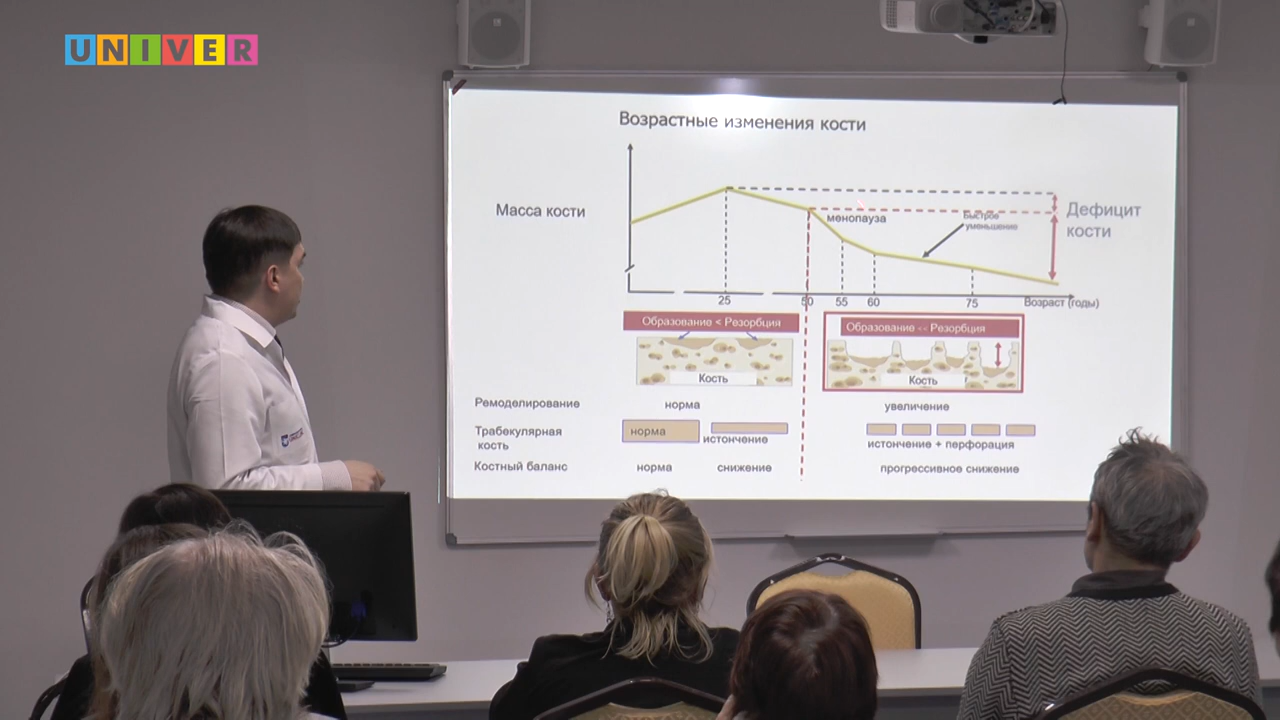 UNIVER
Возрастные изменения кости
Масса кости
Дефицит
кости
менопауза
Быстрое
уменьшение
25
50
55
60
75
Возраст (годы)
Образование < Резорбция
Образование << Резорбция
Кость
Кость
Ремоделирование
норма
увеличение
Трабекулярная
кость
норма
истончение
истончение + перфорация
Костный баланс
норма
снижение
прогрессивное снижение